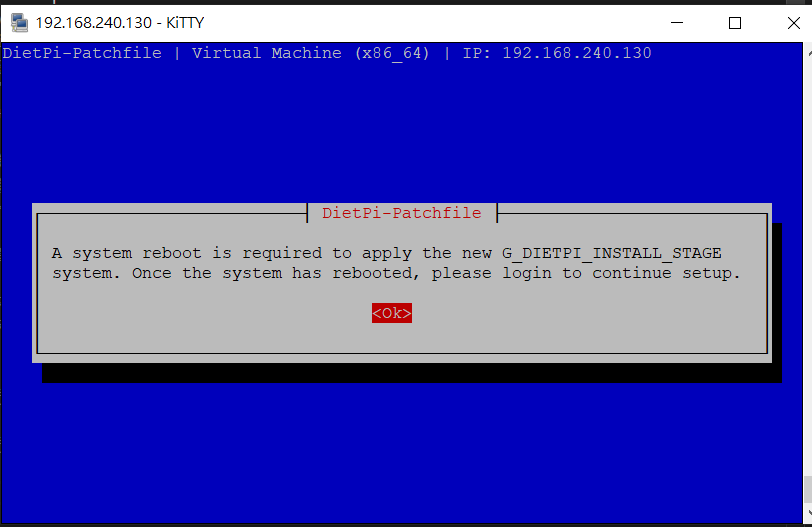 192.168.240.130 - KiTTY
DietPi-Patchfile | Virtual Machine (x86_64) | IP: 192.168.240.130
DietPi-Patchfile
A system reboot is required to apply the new G_DIETPI_INSTALL_STAGE
system. Once the system has rebooted, please login to continue setup.
<Ok>